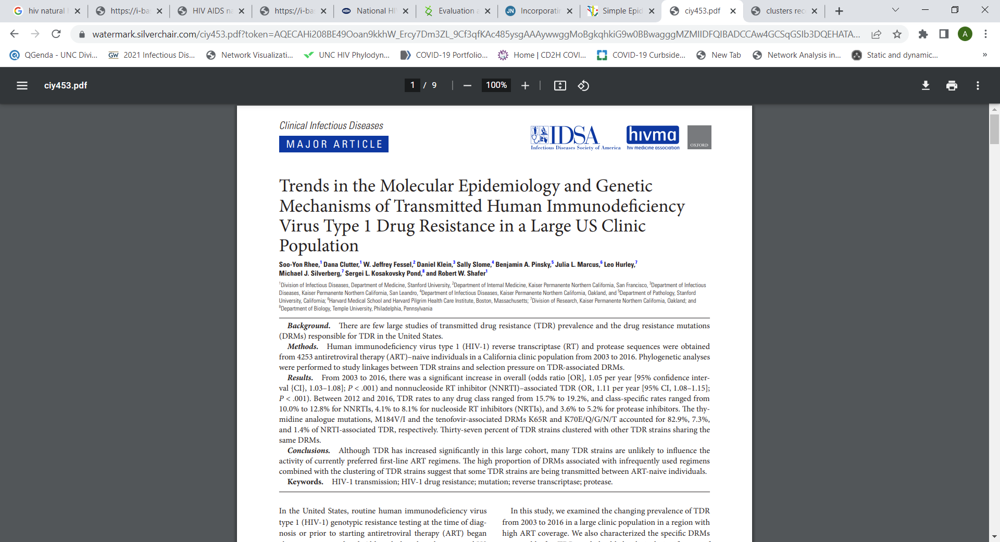 hiv natural
https://i-ba
HIV AIDS na
https://i-ba
National HI
Evaluation a
JN Incorporatin
Simple Epid
ciy453.pdf
clusters rec
watermark.silverchair.com/ciy453.pdf?token=AQECAHi208BE49Ooan9kkhW_Ercy7Dm3ZL_9Cf3qfKAc485ysgAAAywwggMoBgkqhkiG9w0BBwagggMZMIIDFQIBADCCAw4GCSqGSIb3DQEHATA...
A
QGenda - UNC Divi...
GW 2021 Infectious Dis...
Network Visualizati...
UNC HIV Phylodyn...
COVID-19 Portfolio...
Home | CD2H COVI...
COVID-19 Curbside...
New Tab
Network Analysis in...
Static and dynamic...
»
ciy453.pdf
1 / 9
100%
Clinical Infectious Diseases
MAJOR ARTICLE
IDSA
Infectious Diseases Society of America
hivma
hiv medicine association
OXFORD
Trends in the Molecular Epidemiology and Genetic
Mechanisms of Transmitted Human Immunodeficiency
Virus Type 1 Drug Resistance in a Large US Clinic
Population
Soo-Yon Rhee,1 Dana Clutter,1 W. Jeffrey Fessel,2 Daniel Klein,3 Sally Slome,4 Benjamin A. Pinsky,5 Julia L. Marcus,6 Leo Hurley,7
Michael J. Silverberg,7 Sergei L. Kosakovsky Pond,8 and Robert W. Shafer1
1Division of Infectious Diseases, Department of Medicine, Stanford University, 2Department of Internal Medicine, Kaiser Permanente Northern California, San Francisco, 3Department of Infectious
Diseases, Kaiser Permanente Northern California, San Leandro, 4Department of Infectious Diseases, Kaiser Permanente Northern California, Oakland, and 5Department of Pathology, Stanford
University, California; 6Harvard Medical School and Harvard Pilgrim Health Care Institute, Boston, Massachusetts; 7Division of Research, Kaiser Permanente Northern California, Oakland; and
8Department of Biology, Temple University, Philadelphia, Pennsylvania
Background. There are few large studies of transmitted drug resistance (TDR) prevalence and the drug resistance mutations
(DRMs) responsible for TDR in the United States.
Methods. Human immunodeficiency virus type 1 (HIV-1) reverse transcriptase (RT) and protease sequences were obtained
from 4253 antiretroviral therapy (ART)–naive individuals in a California clinic population from 2003 to 2016. Phylogenetic analyses
were performed to study linkages between TDR strains and selection pressure on TDR-associated DRMs.
Results. From 2003 to 2016, there was a significant increase in overall (odds ratio [OR], 1.05 per year [95% confidence inter-
val {CI}, 1.03–1.08]; P < .001) and nonnucleoside RT inhibitor (NNRTI)–associated TDR (OR, 1.11 per year [95% CI, 1.08–1.15];
P < .001). Between 2012 and 2016, TDR rates to any drug class ranged from 15.7% to 19.2%, and class-specific rates ranged from
10.0% to 12.8% for NNRTIs, 4.1% to 8.1% for nucleoside RT inhibitors (NRTIs), and 3.6% to 5.2% for protease inhibitors. The thy-
midine analogue mutations, M184V/I and the tenofovir-associated DRMs K65R and K70E/Q/G/N/T accounted for 82.9%, 7.3%,
and 1.4% of NRTI-associated TDR, respectively. Thirty-seven percent of TDR strains clustered with other TDR strains sharing the
same DRMs.
Conclusions. Although TDR has increased significantly in this large cohort, many TDR strains are unlikely to influence the
activity of currently preferred first-line ART regimens. The high proportion of DRMs associated with infrequently used regimens
combined with the clustering of TDR strains suggest that some TDR strains are being transmitted between ART-naive individuals.
Keywords. HIV-1 transmission; HIV-1 drug resistance; mutation; reverse transcriptase; protease.
In the United States, routine human immunodeficiency virus
type 1 (HIV-1) genotypic resistance testing at the time of diag-
nosis or prior to starting antiretroviral therapy (ART) began
In this study, we examined the changing prevalence of TDR
from 2003 to 2016 in a large clinic population in a region with
high ART coverage. We also characterized the specific DRMs